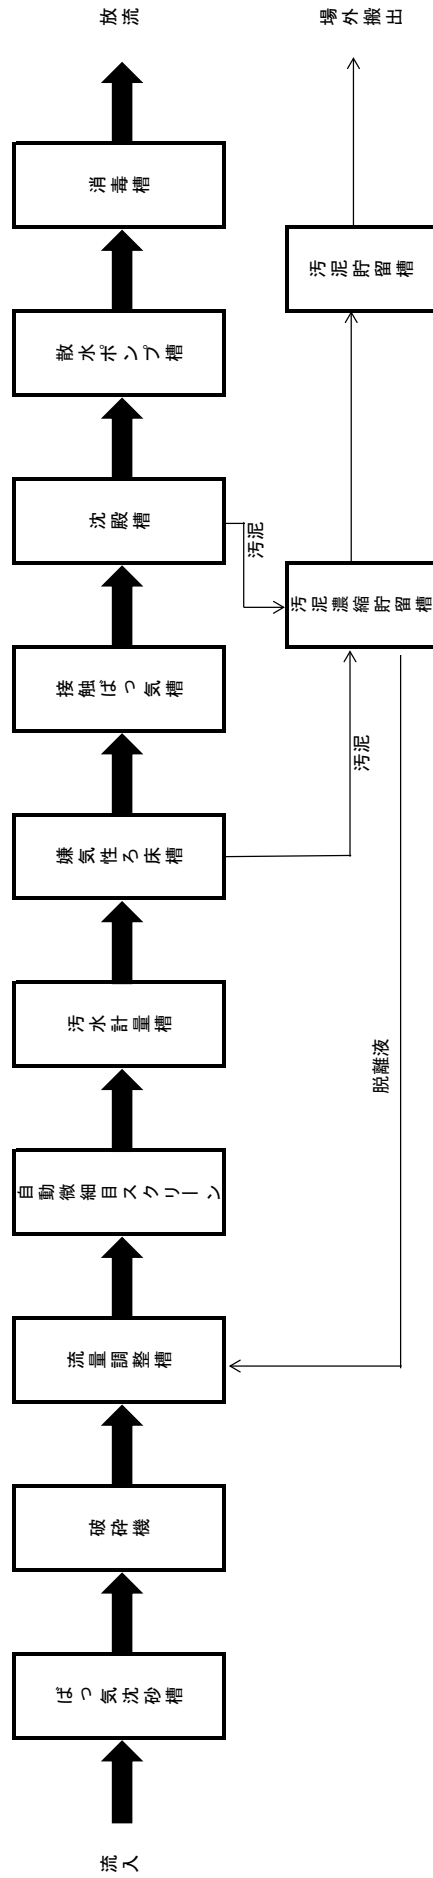 流入
ばっ気沈砂槽
破砕機
流量調整槽
自動微細目スクリーン
汚水計量槽
嫌気性ろ床槽
接触ばっ気槽
沈殿槽
散水ポンプ槽
消毒槽
放流
脱離液
汚泥
汚泥
汚泥濃縮貯留槽
汚泥貯留槽
場外搬出